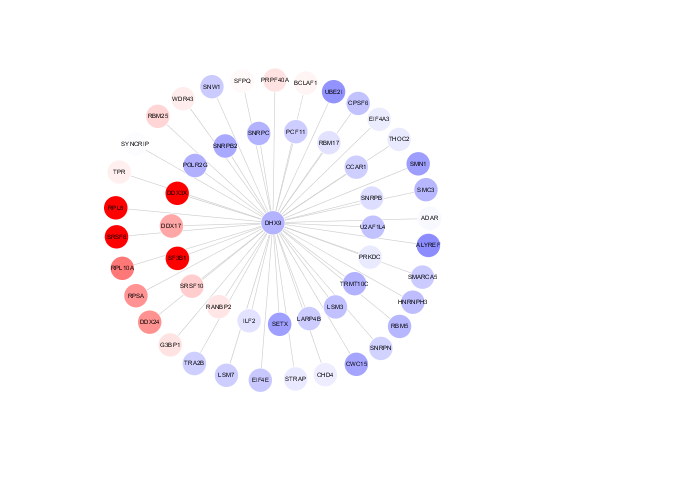 PRPF40A
SFPQ
BCLAF1
SNW1
UBE2I
WDR43
CPSF6
RBM25
EIF4A3
PCF11
SNRPC
THOC2
RBM17
SYNCRIP
SNRPB2
SMN1
POLR2G
CCAR1
TPR
SMC3
DDX3X
SNRPB
RPL8
ADAR
DHX9
DDX17
U2AF1L4
SRSF3
ALYREF
PRKDC
SF3B1
RPL10A
SMARCA5
TRMT10C
SRSF10
RPSA
HNRNPH3
RANBP2
LSM3
LARP4B
ILF2
DDX24
SETX
RBM5
G3BP1
SNRPN
TRA2B
CWC15
LSM7
CHD4
STRAP
EIF4E